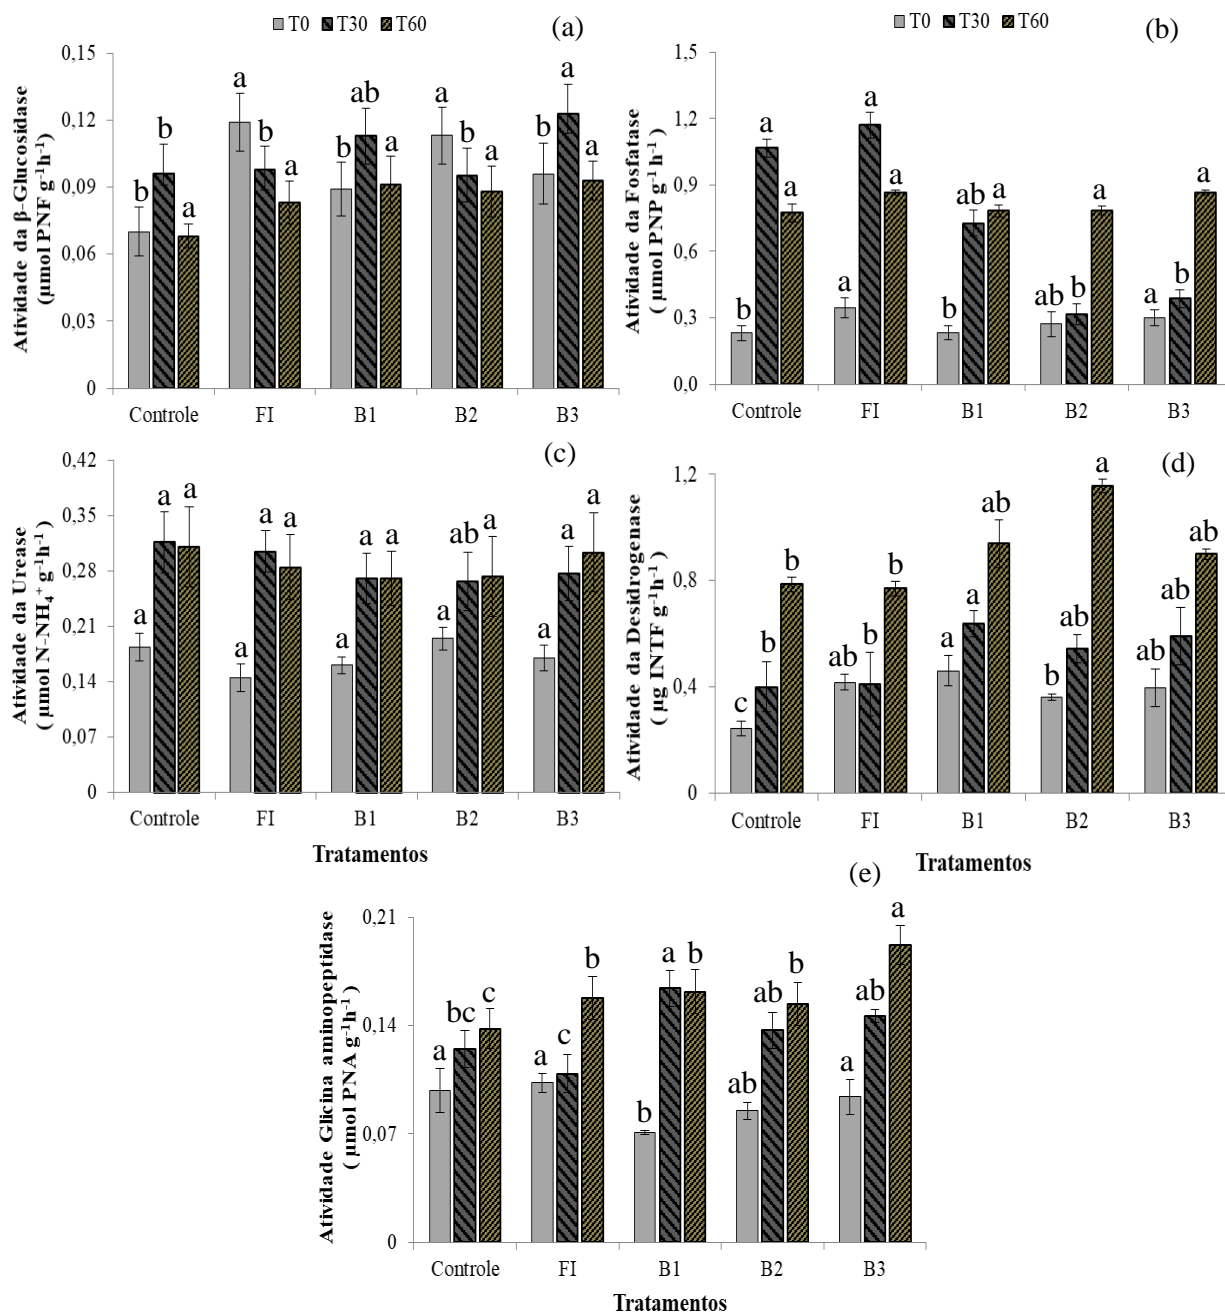 T0 T30 T60
(a)
0,15
0,12
0,09
0,06
0,03
0
Atividade da β-Glucosidase
(µmol PNF g⁻¹h⁻¹)
b b a
a b a
b ab a
a b a
b a a
Controle FI B1 B2 B3
T0 T30 T60
(b)
1,5
1,2
0,9
0,6
0,3
0,0
Atividade da Fosfatase
( µmol PNP g⁻¹h⁻¹ )
b a a
a a a
b ab a
ab b a
a b a
Controle FI B1 B2 B3
(c)
0,42
0,35
0,28
0,21
0,14
0,07
0
Atividade da Urease
( µmol N-NH₄⁺ g⁻¹h⁻¹ )
a a a
a a a
a a a
a ab a
a a a
Controle FI B1 B2 B3
Tratamentos
(d)
1,2
0,8
0,4
0
Atividade da Desidrogenase
( µg INTF g⁻¹h⁻¹ )
c b b
ab b b
a a ab
b ab a
ab ab ab
Controle FI B1 B2 B3
Tratamentos
(e)
0,21
0,14
0,07
0
Atividade Glicina aminopeptidase
( µmol PNA g⁻¹h⁻¹ )
a bc c
a c b
b a b
ab ab b
a ab a
Controle FI B1 B2 B3
Tratamentos